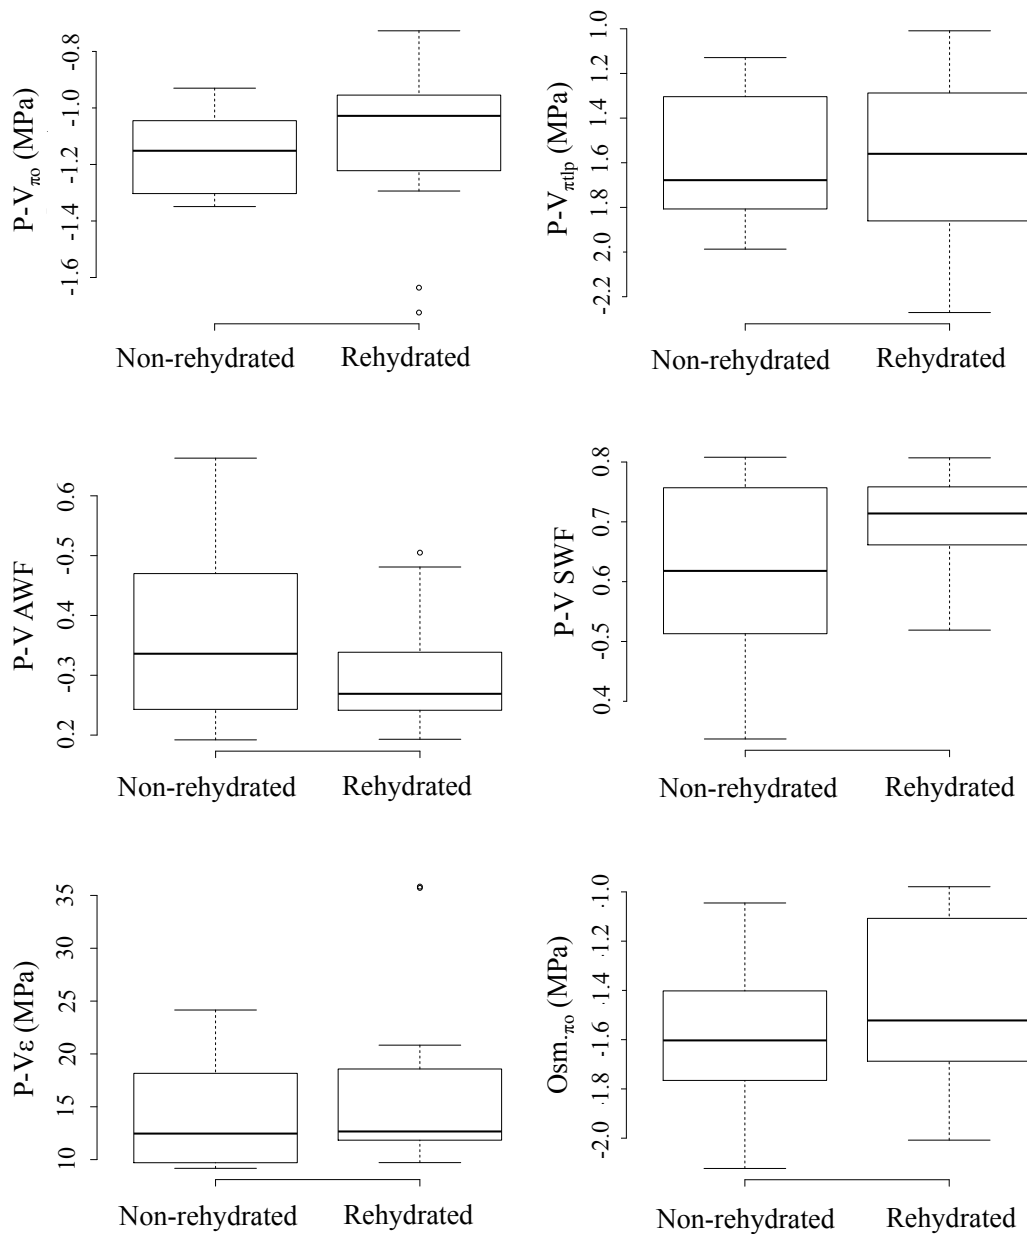 P-Vπo (MPa)
-0.8
-1.0
-1.2
-1.4
-1.6
Non-rehydrated
Rehydrated
P-Vπtlp (MPa)
1.0
1.2
1.4
1.6
1.8
2.0
-2.2
Non-rehydrated
Rehydrated
P-V AWF
0.6
-0.5
0.4
-0.3
0.2
Non-rehydrated
Rehydrated
P-V SWF
0.8
0.7
0.6
-0.5
0.4
Non-rehydrated
Rehydrated
P-Vε (MPa)
35
30
25
20
15
10
Non-rehydrated
Rehydrated
Osm.πo (MPa)
-1.0
-1.2
-1.4
-1.6
-1.8
-2.0
Non-rehydrated
Rehydrated